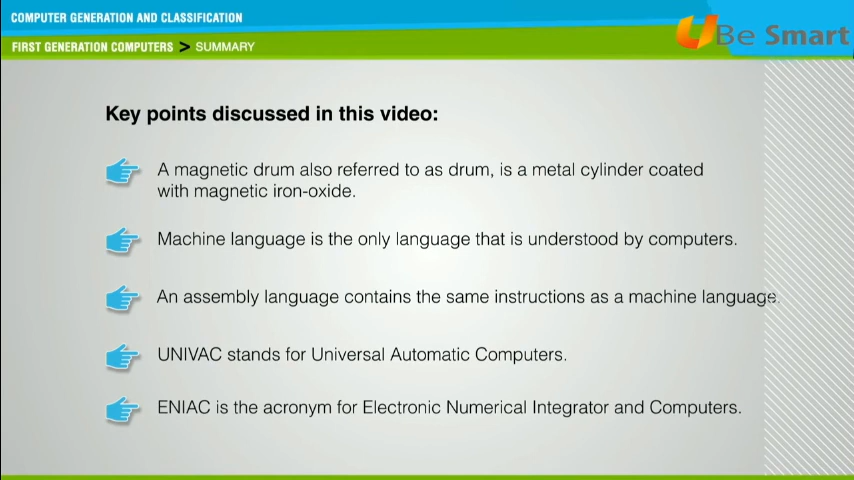 COMPUTER GENERATION AND CLASSIFICATION
FIRST GENERATION COMPUTERS > SUMMARY
UBe Smart
Key points discussed in this video:
A magnetic drum also referred to as drum, is a metal cylinder coated
with magnetic iron-oxide.
Machine language is the only language that is understood by computers.
An assembly language contains the same instructions as a machine language.
UNIVAC stands for Universal Automatic Computers.
ENIAC is the acronym for Electronic Numerical Integrator and Computers.